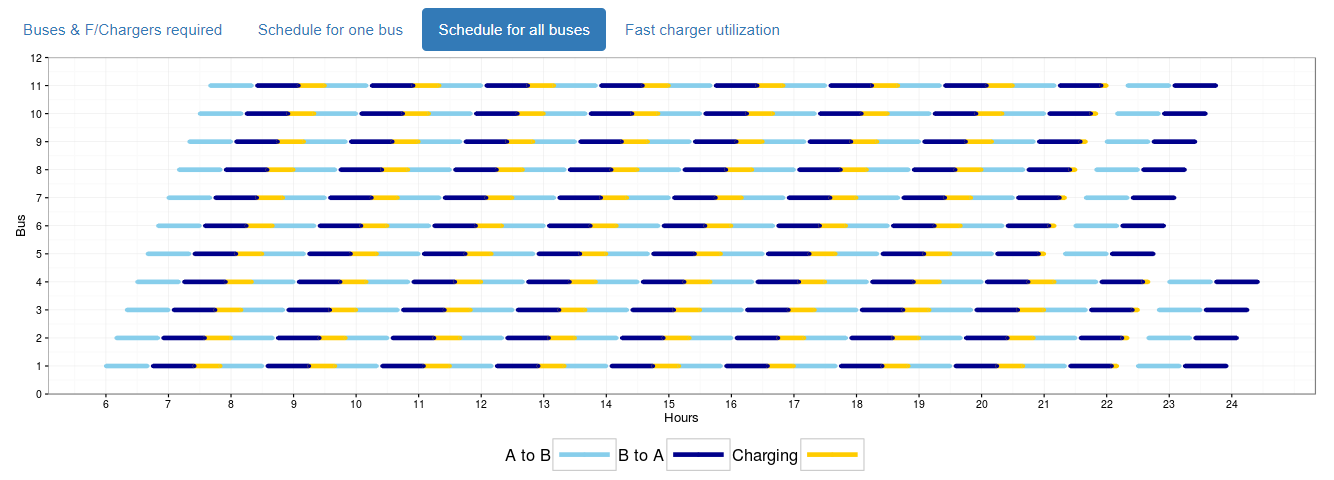 Buses & F/Chargers required Schedule for one bus Schedule for all buses Fast charger utilization
12
11
10
9
8
7
6
5
4
3
2
1
0
Bus
6 7 8 9 10 11 12 13 14 15 16 17 18 19 20 21 22 23 24
Hours
A to B B to A Charging